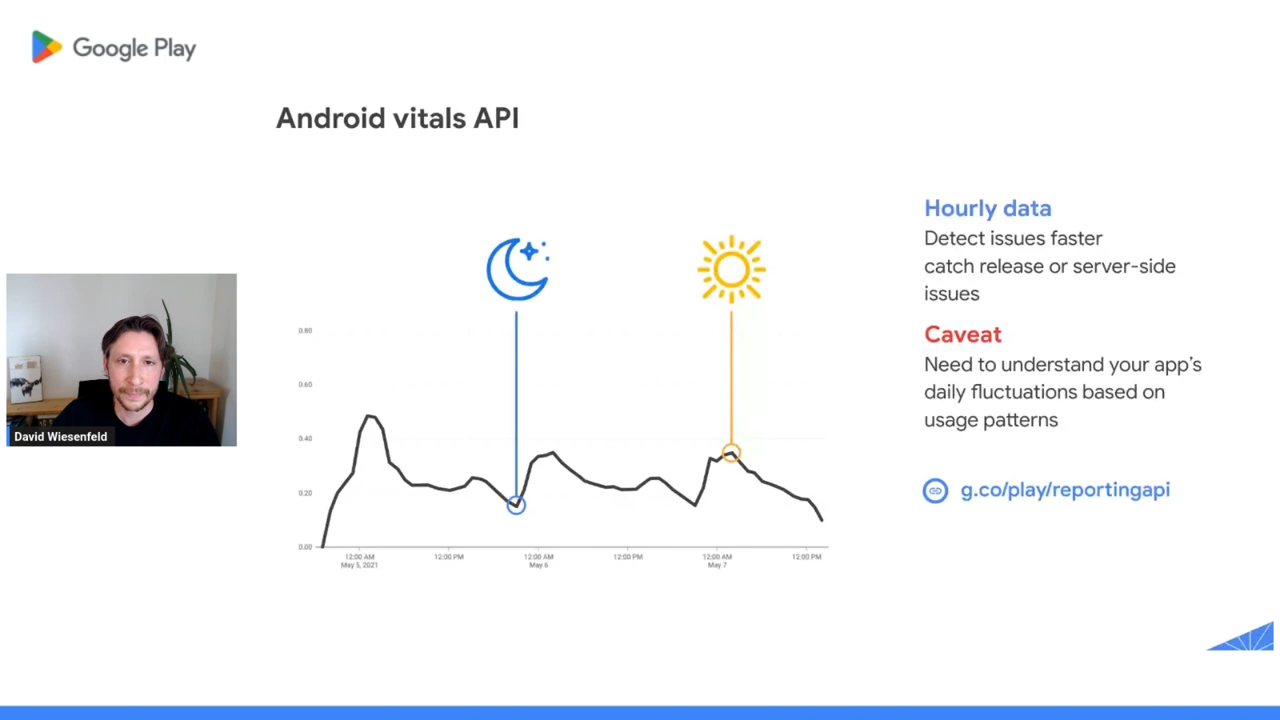 Google Play
Android vitals API
Hourly data
Detect issues faster
catch release or server-side
issues
Caveat
Need to understand your app's
daily fluctuations based on
usage patterns
g.co/play/reportingapi
David Wiesenfeld
0.80
0.60
0.40
0.20
0.00
12:00 AM 12:00 PM 12:00 AM 12:00 PM 12:00 AM 12:00 PM
May 5, 2021 May 6 May 7